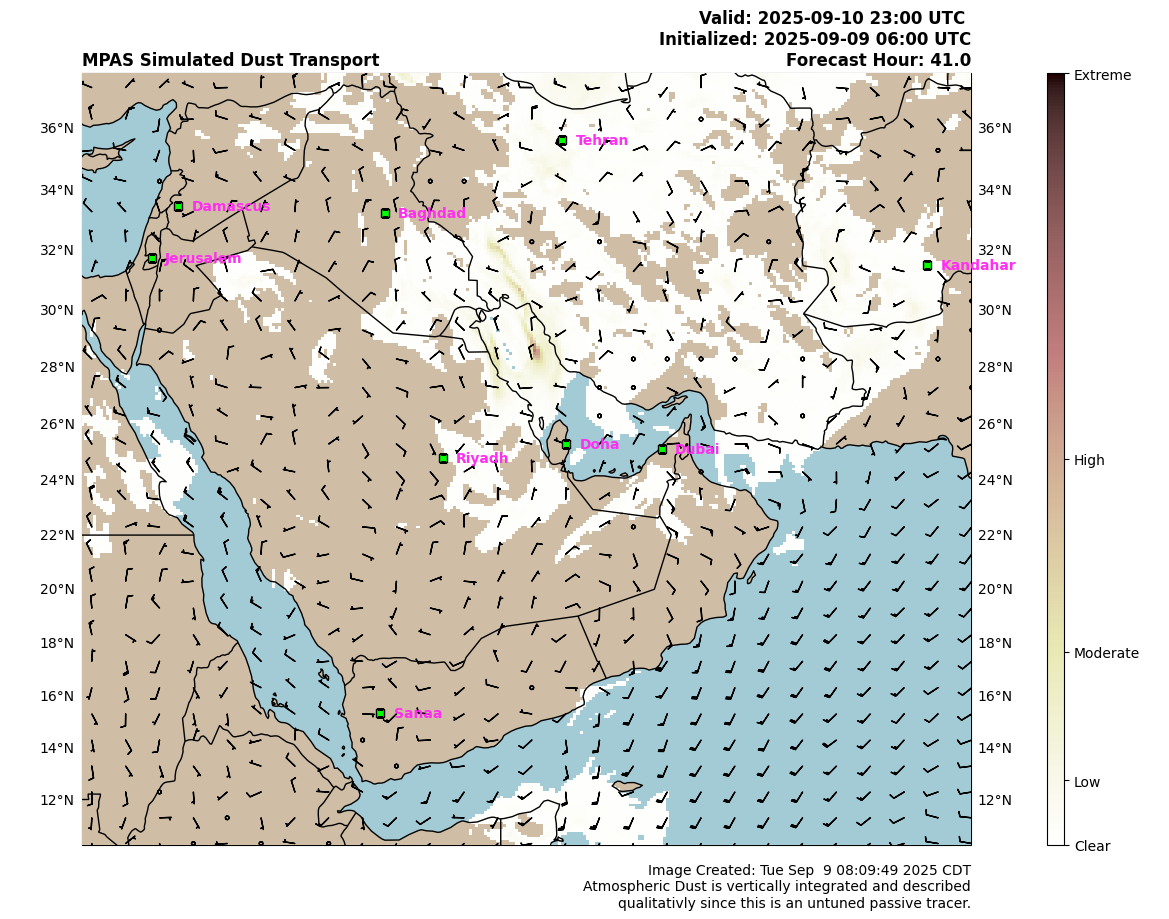 Valid: 2025-09-10 23:00 UTC
Initialized: 2025-09-09 06:00 UTC
MPAS Simulated Dust Transport
Forecast Hour: 41.0
Extreme
36°N
36°N
Tehran
34°N
34°N
Damascus
Baghdad
32°N
32°N
Jerusalem
Kandahar
30°N
30°N
28°N
28°N
26°N
26°N
Doha
Dubai
Riyadh
High
24°N
24°N
22°N
22°N
20°N
20°N
18°N
18°N
Moderate
16°N
16°N
Sanaa
14°N
14°N
Low
12°N
12°N
Clear
Image Created: Tue Sep  9 08:09:49 2025 CDT
Atmospheric Dust is vertically integrated and described
qualitativly since this is an untuned passive tracer.